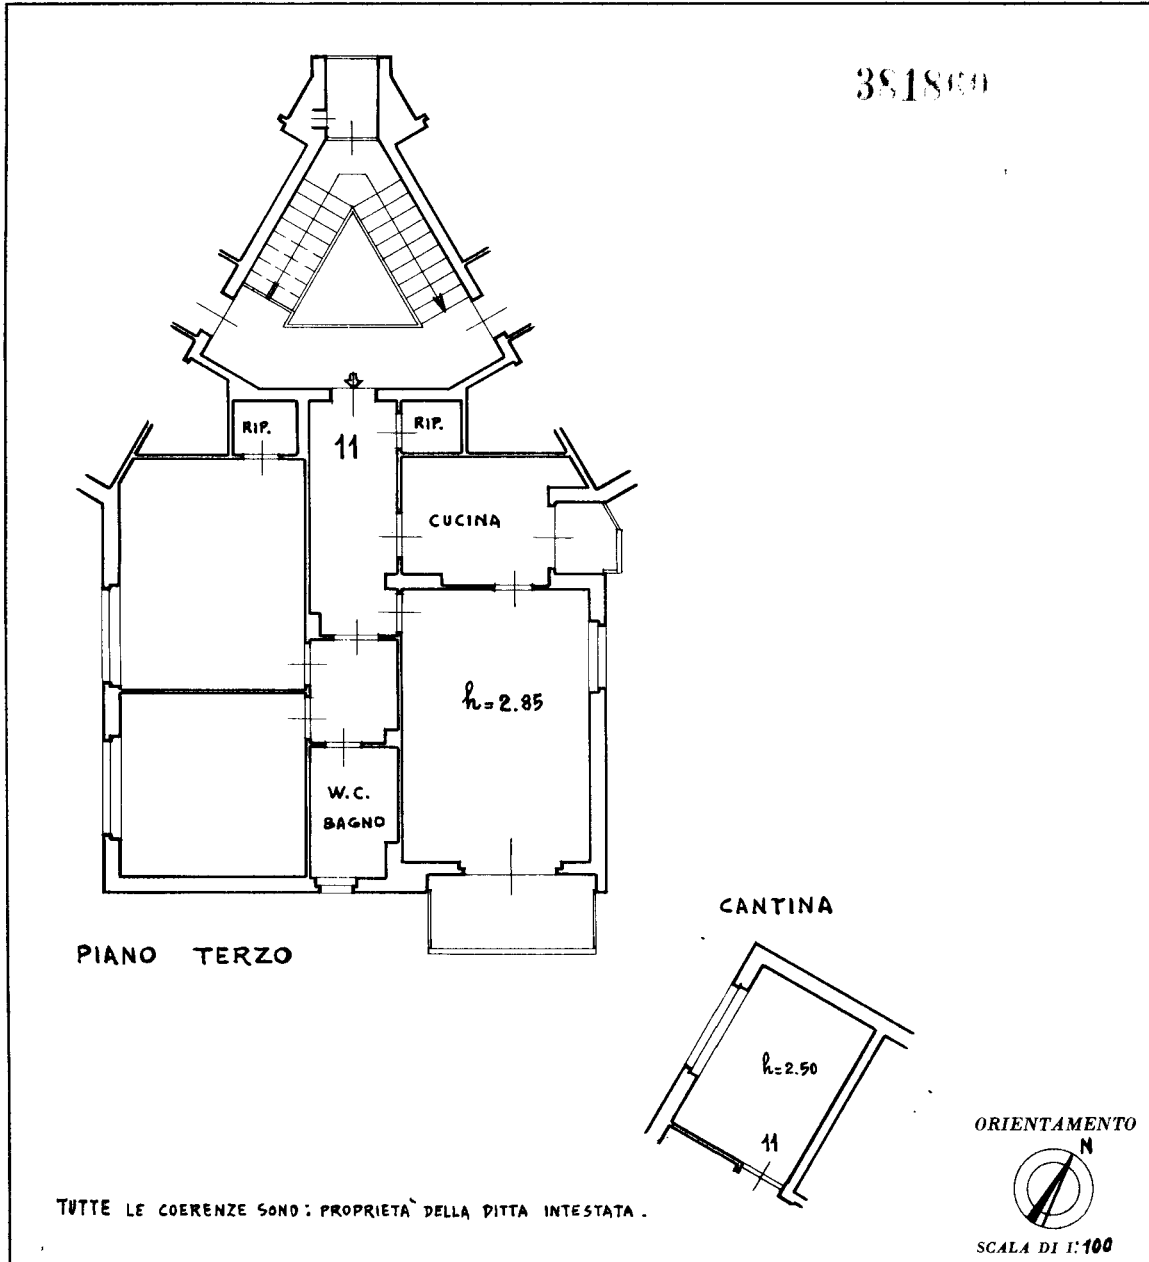 RIP.
11
RIP.
CUCINA
h=2.85
W.C.
BAGNO
PIANO TERZO
CANTINA
h=2.50
11
ORIENTAMENTO
N
SCALA DI 1:100
TUTTE LE COERENZE SONO: PROPRIETA' DELLA DITTA INTESTATA.